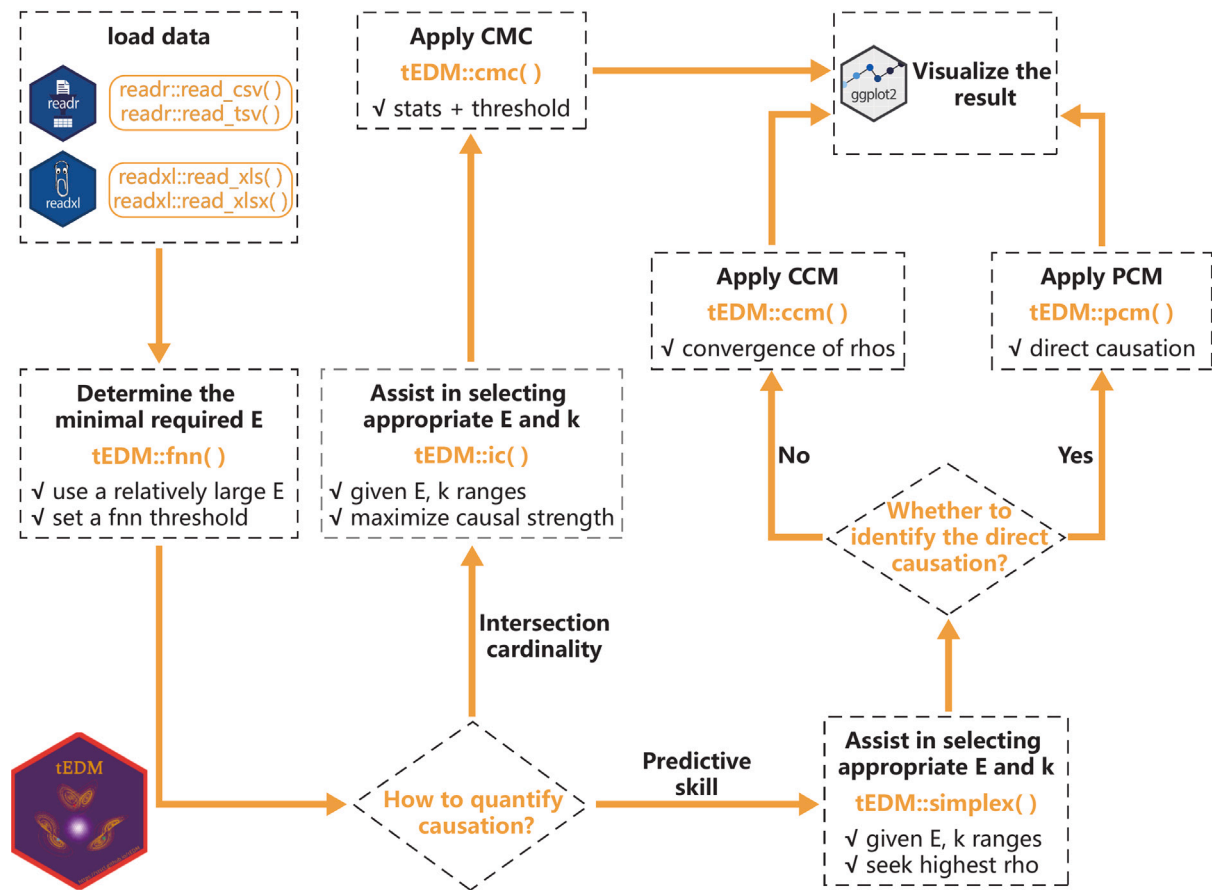 load data
readr
readr::read_csv( )
readr::read_tsv( )
readxl
readxl::read_xls( )
readxl::read_xlsx( )
Determine the
minimal required E
tEDM::fnn( )
√ use a relatively large E
√ set a fnn threshold
tEDM
How to quantify
causation?
Intersection
cardinality
Assist in selecting
appropriate E and k
tEDM::ic( )
√ given E, k ranges
√ maximize causal strength
Apply CMC
tEDM::cmc( )
√ stats + threshold
Predictive
skill
Assist in selecting
appropriate E and k
tEDM::simplex( )
√ given E, k ranges
√ seek highest rho
Whether to
identify the direct
causation?
No
Yes
Apply CCM
tEDM::ccm( )
√ convergence of rhos
Apply PCM
tEDM::pcm( )
√ direct causation
ggplot2
Visualize the
result